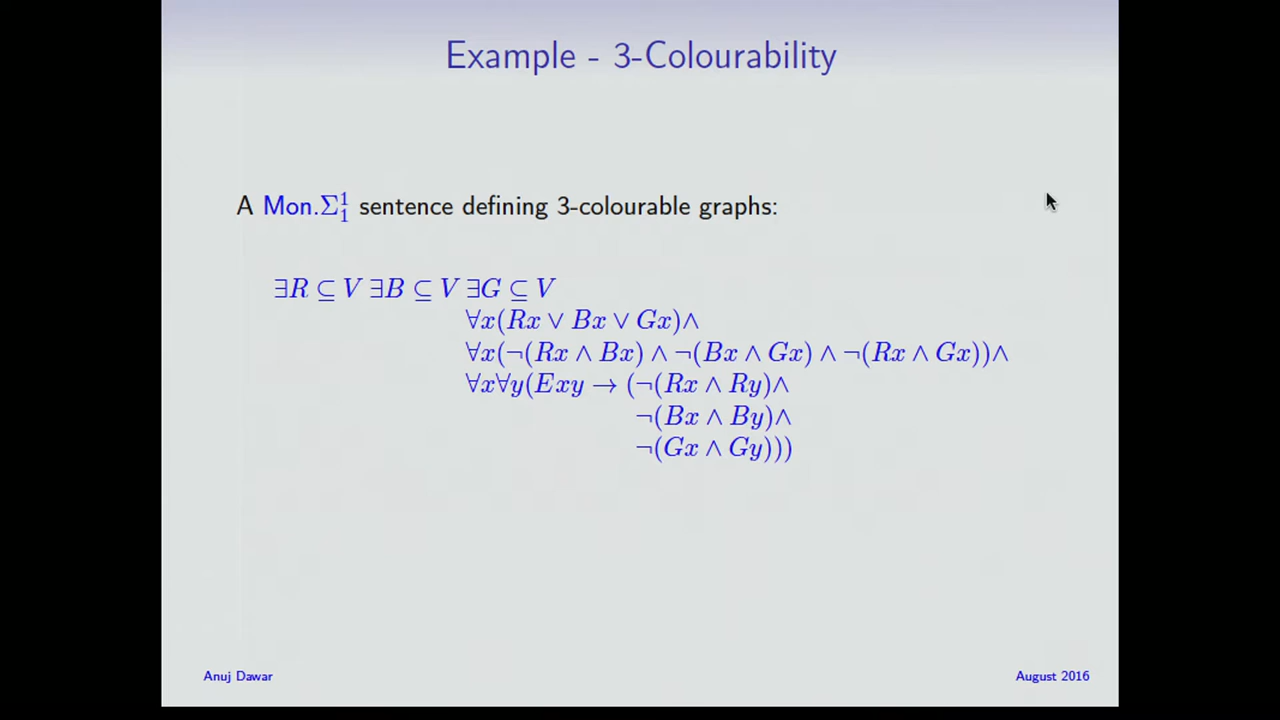 Example - 3-Colourability
A Mon.Σ¹₁ sentence defining 3-colourable graphs:
∃R ⊆ V ∃B ⊆ V ∃G ⊆ V
∀x(Rx ∨ Bx ∨ Gx)∧
∀x(¬(Rx ∧ Bx) ∧ ¬(Bx ∧ Gx) ∧ ¬(Rx ∧ Gx))∧
∀x∀y(Exy → (¬(Rx ∧ Ry)∧
¬(Bx ∧ By)∧
¬(Gx ∧ Gy)))
Anuj Dawar
August 2016